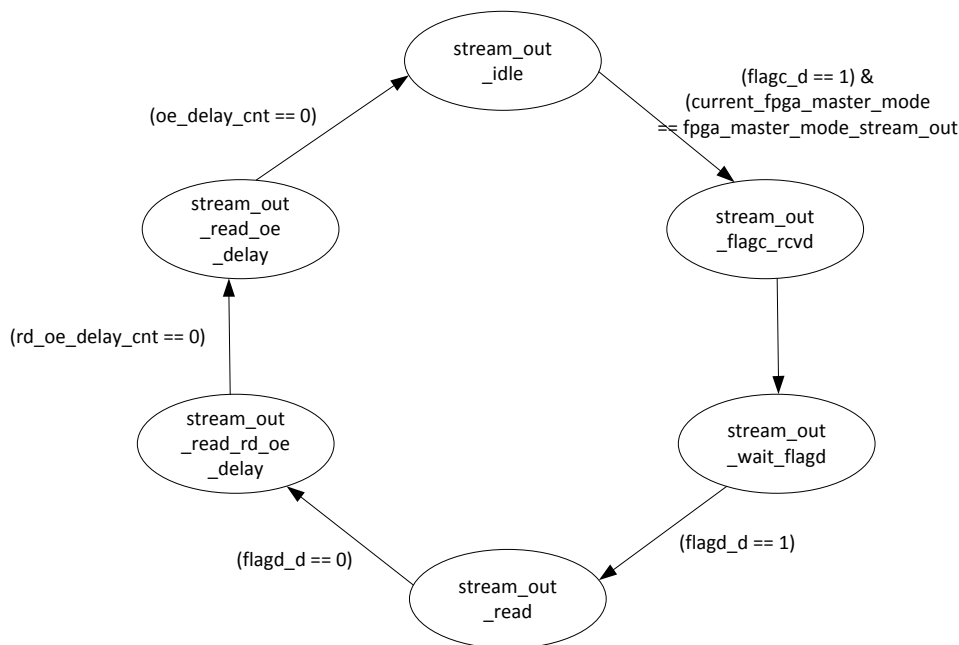 stream_out
_idle
(flagc_d == 1) &
(current_fpga_master_mode
== fpga_master_mode_stream_out
(oe_delay_cnt == 0)
stream_out
_read_oe
_delay
stream_out
_flagc_rcvd
(rd_oe_delay_cnt == 0)
stream_out
_read_rd_oe
_delay
stream_out
_wait_flagd
(flagd_d == 0)
(flagd_d == 1)
stream_out
_read